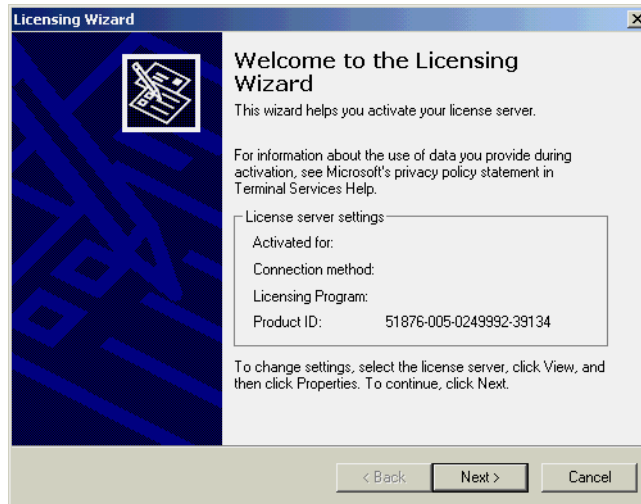 Licensing Wizard
Welcome to the Licensing
Wizard
This wizard helps you activate your license server.
For information about the use of data you provide during
activation, see Microsoft's privacy policy statement in
Terminal Services Help.
License server settings
Activated for:
Connection method:
Licensing Program:
Product ID: 51876-005-0249992-39134
To change settings, select the license server, click View, and
then click Properties. To continue, click Next.
< Back Next > Cancel